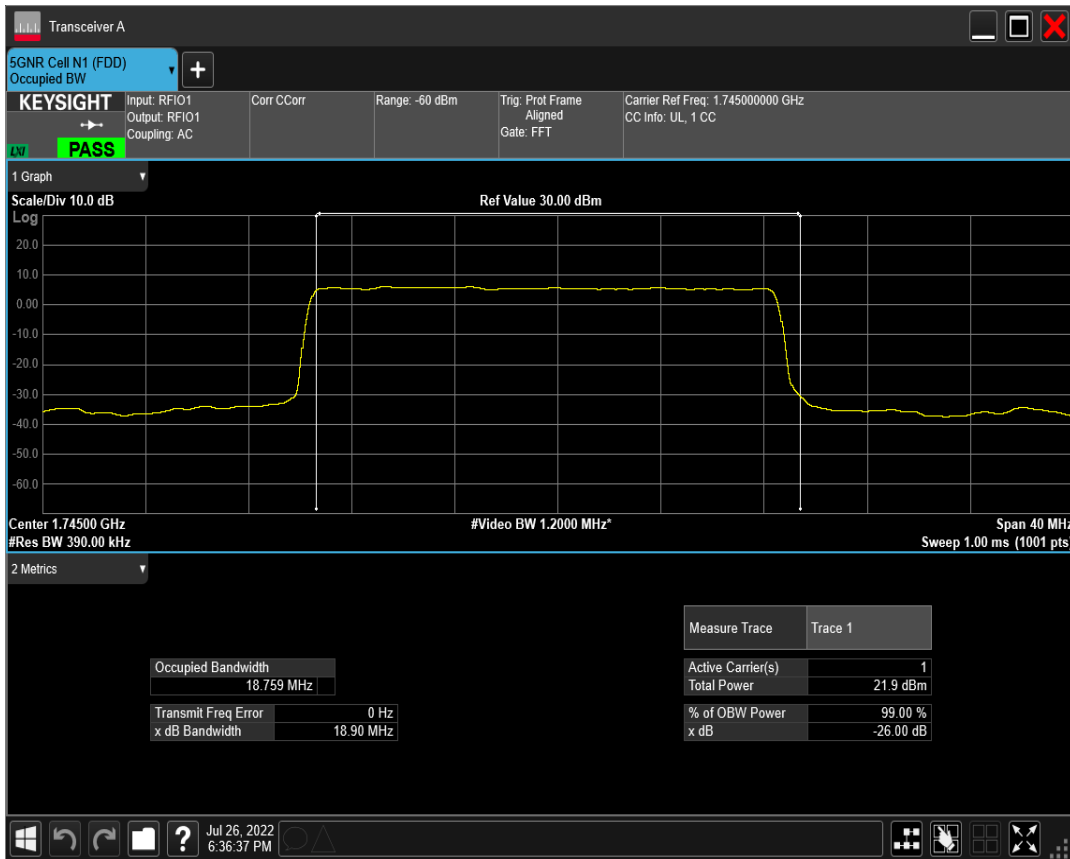 Transceiver A
5GNR Cell N1 (FDD)
Occupied BW
KEYSIGHT
LXI
PASS
Input: RFIO1
Output: RFIO1
Coupling: AC
Corr CCorr
Range: -60 dBm
Trig: Prot Frame
Aligned
Gate: FFT
Carrier Ref Freq: 1.745000000 GHz
CC Info: UL, 1 CC
1 Graph
Scale/Div 10.0 dB
Ref Value 30.00 dBm
Log
20.0
10.0
0.00
-10.0
-20.0
-30.0
-40.0
-50.0
-60.0
Center 1.74500 GHz
#Video BW 1.2000 MHz*
Span 40 MHz
#Res BW 390.00 kHz
Sweep 1.00 ms (1001 pts)
2 Metrics
Measure Trace Trace 1
Occupied Bandwidth
18.759 MHz
Active Carrier(s) 1
Total Power 21.9 dBm
Transmit Freq Error 0 Hz
x dB Bandwidth 18.90 MHz
% of OBW Power 99.00 %
x dB -26.00 dB
Jul 26, 2022
6:36:37 PM